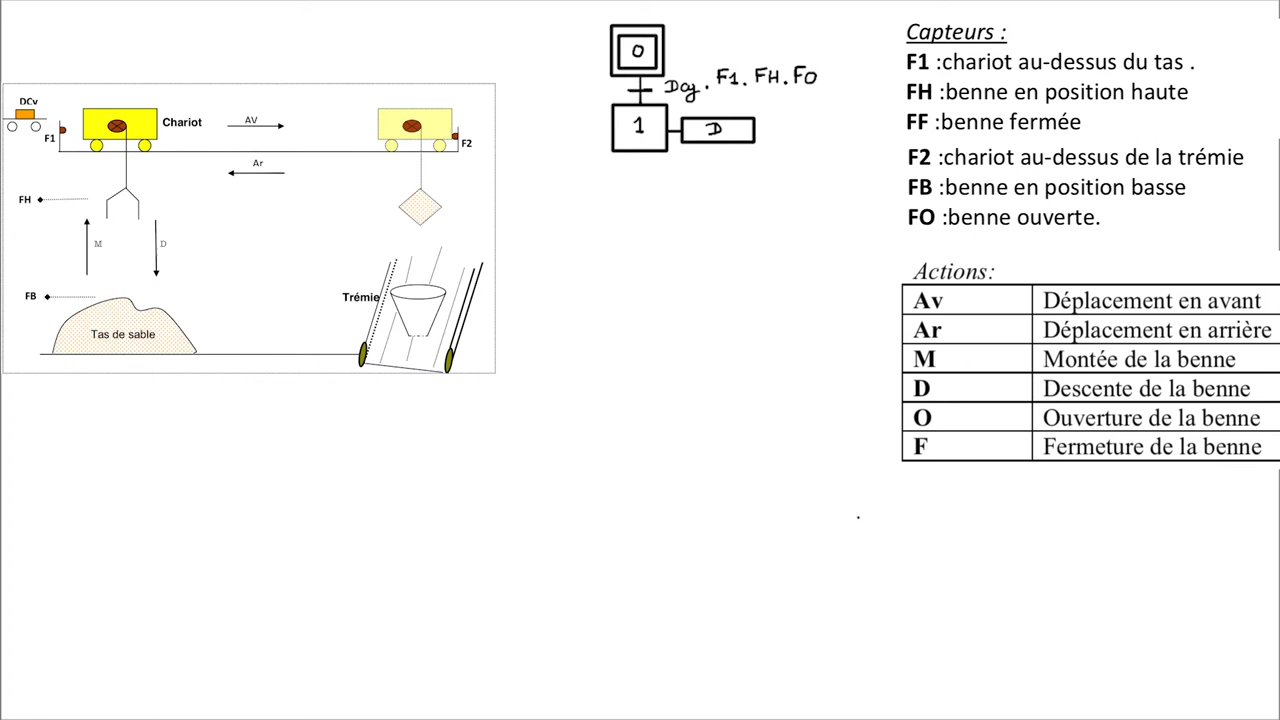 DCy
F1
Chariot
AV
Ar
F2
FH
M
D
FB
Tas de sable
Trémie
0
Dcy . F1 . FH . FO
1
D
Capteurs :
F1 :chariot au-dessus du tas .
FH :benne en position haute
FF :benne fermée
F2 :chariot au-dessus de la trémie
FB :benne en position basse
FO :benne ouverte.
Actions:
Av Déplacement en avant
Ar Déplacement en arrière
M Montée de la benne
D Descente de la benne
O Ouverture de la benne
F Fermeture de la benne